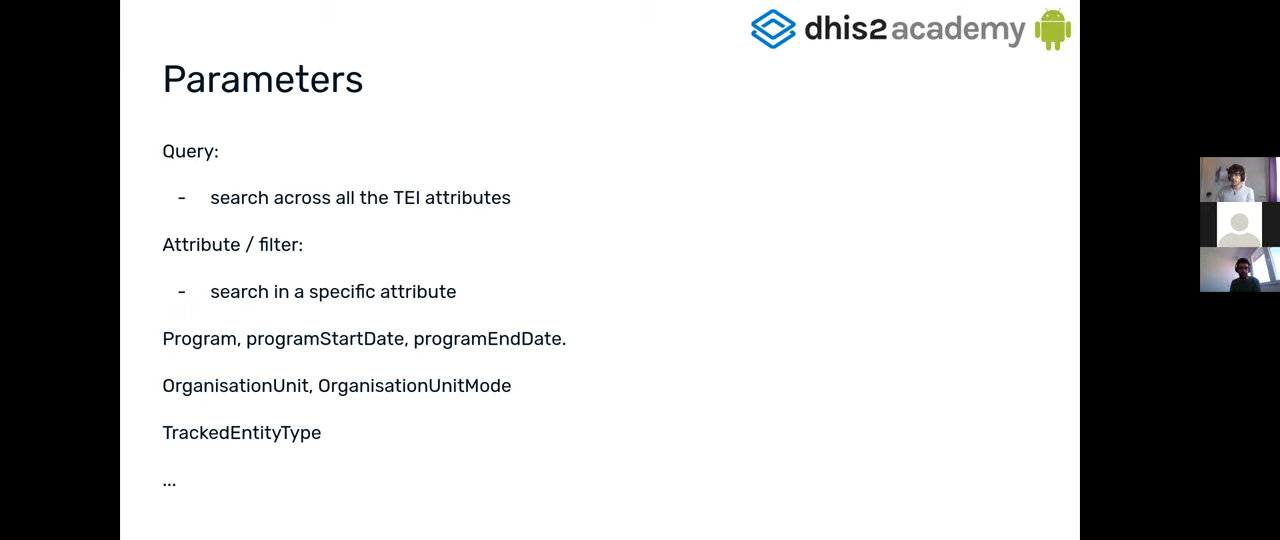 dhis2 academy
Parameters
Query:
- search across all the TEI attributes
Attribute / filter:
- search in a specific attribute
Program, programStartDate, programEndDate.
OrganisationUnit, OrganisationUnitMode
TrackedEntityType
...